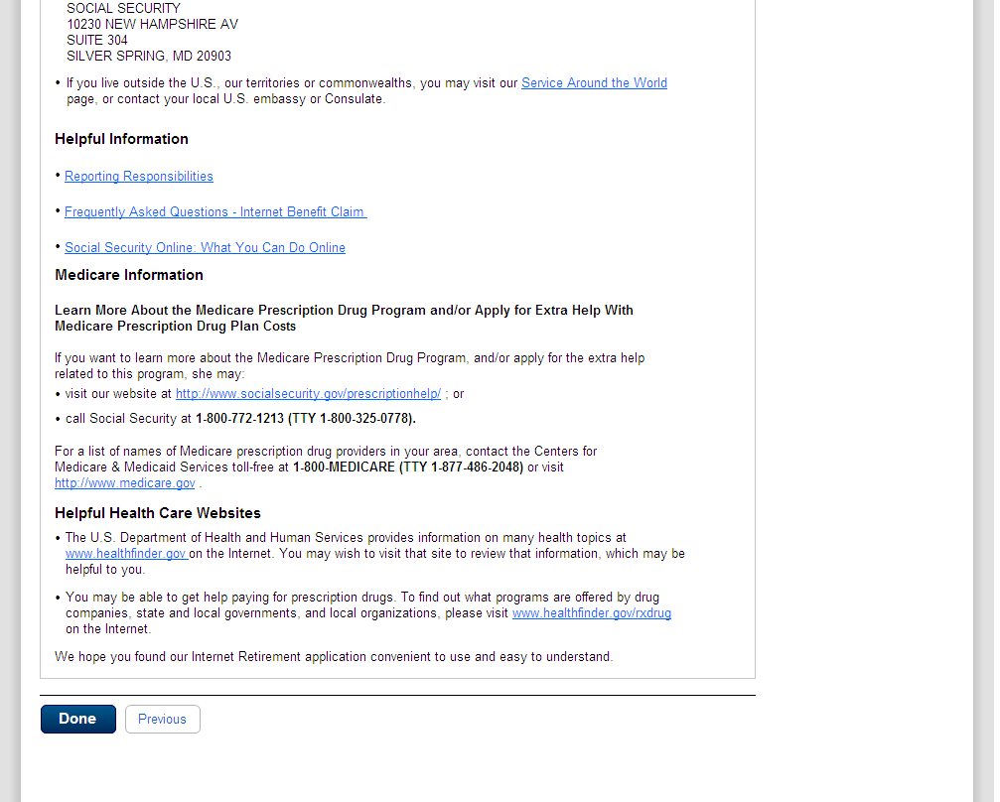 SOCIAL SECURITY
10230 NEW HAMPSHIRE AV
SUITE 304
SILVER SPRING, MD 20903
• If you live outside the U.S., our territories or commonwealths, you may visit our Service Around the World
page, or contact your local U.S. embassy or Consulate.
Helpful Information
• Reporting Responsibilities
• Frequently Asked Questions - Internet Benefit Claim
• Social Security Online: What You Can Do Online
Medicare Information
Learn More About the Medicare Prescription Drug Program and/or Apply for Extra Help With
Medicare Prescription Drug Plan Costs
If you want to learn more about the Medicare Prescription Drug Program, and/or apply for the extra help
related to this program, she may:
• visit our website at http://www.socialsecurity.gov/prescriptionhelp/ ; or
• call Social Security at 1-800-772-1213 (TTY 1-800-325-0778).
For a list of names of Medicare prescription drug providers in your area, contact the Centers for
Medicare & Medicaid Services toll-free at 1-800-MEDICARE (TTY 1-877-486-2048) or visit
http://www.medicare.gov .
Helpful Health Care Websites
• The U.S. Department of Health and Human Services provides information on many health topics at
www.healthfinder.gov on the Internet. You may wish to visit that site to review that information, which may be
helpful to you.
• You may be able to get help paying for prescription drugs. To find out what programs are offered by drug
companies, state and local governments, and local organizations, please visit www.healthfinder.gov/rxdrug
on the Internet.
We hope you found our Internet Retirement application convenient to use and easy to understand.
Done Previous